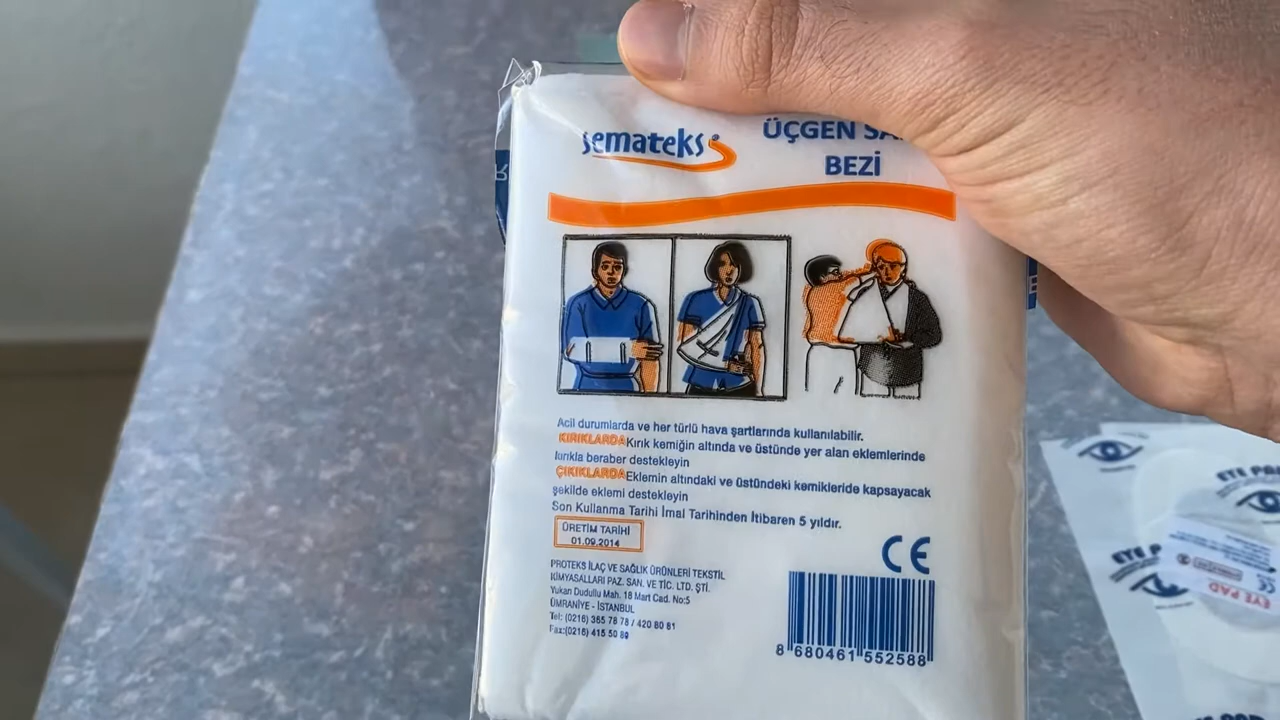 semateks
ÜÇGEN
BEZİ
Acil durumlarda ve her türlü hava şartlarında kullanılabilir.
KIRIKLARDA Kırık kemiğin altında ve üstünde yer alan eklemlerinde
kırıkla beraber destekleyin
ÇIKIKLARDA Eklemin altındaki ve üstündeki kemikleride kapsayacak
şekilde eklemi destekleyin
Son Kullanma Tarihi İmal Tarihinden İtibaren 5 yıldır.
ÜRETİM TARİHİ
01.09.2014
CE
PROTEKS İLAÇ VE SAĞLIK ÜRÜNLERİ TEKSTİL
KİMYASALLARI PAZ. SAN. VE TİC. LTD. ŞTİ.
Yukarı Dudullu Mah. 18 Mart Cad. No:5
ÜMRANİYE - İSTANBUL
Tel: (0216) 365 78 78 / 420 80 81
Fax:(0216) 415 50 89
8 680461 552588
EYE PAD